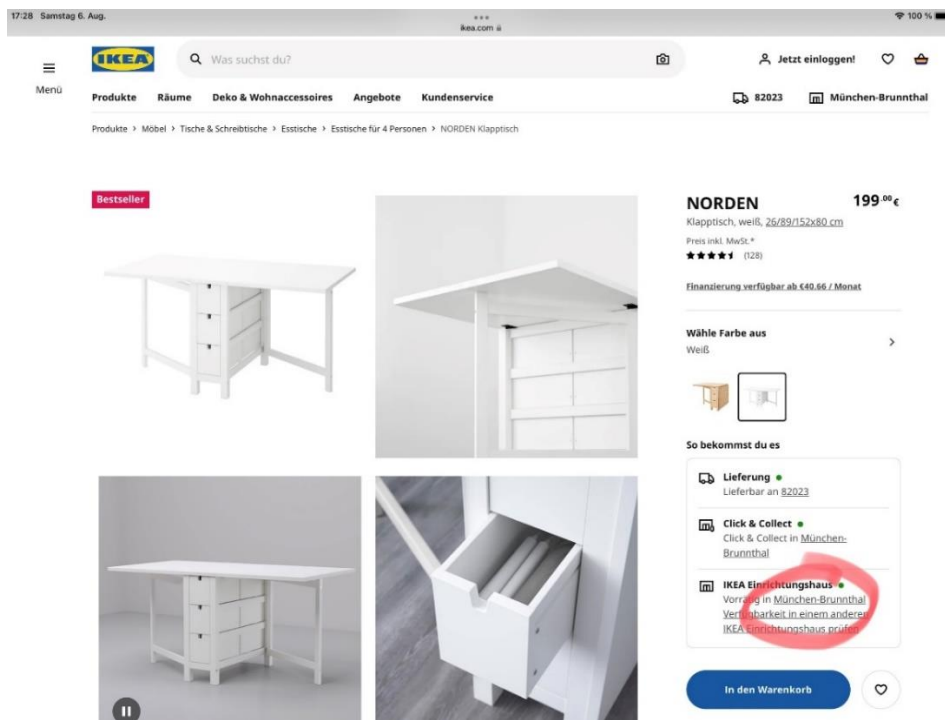 17:28 Samstag 6. Aug.
ikea.com
100 %
IKEA
Was suchst du?
Jetzt einloggen!
Menü
Produkte Räume Deko & Wohnaccessoires Angebote Kundenservice
82023 München-Brunnthal
Produkte > Möbel > Tische & Schreibtische > Esstische > Esstische für 4 Personen > NORDEN Klapptisch
Bestseller
NORDEN 199.00 €
Klapptisch, weiß, 26/89/152x80 cm
Preis inkl. MwSt.*
(128)
Finanzierung verfügbar ab €40.66 / Monat
Wähle Farbe aus
Weiß
So bekommst du es
Lieferung
Lieferbar an 82023
Click & Collect
Click & Collect in München-
Brunnthal
IKEA Einrichtungshaus
Vorrätig in München-Brunnthal
Verfügbarkeit in einem anderen
IKEA Einrichtungshaus prüfen
In den Warenkorb